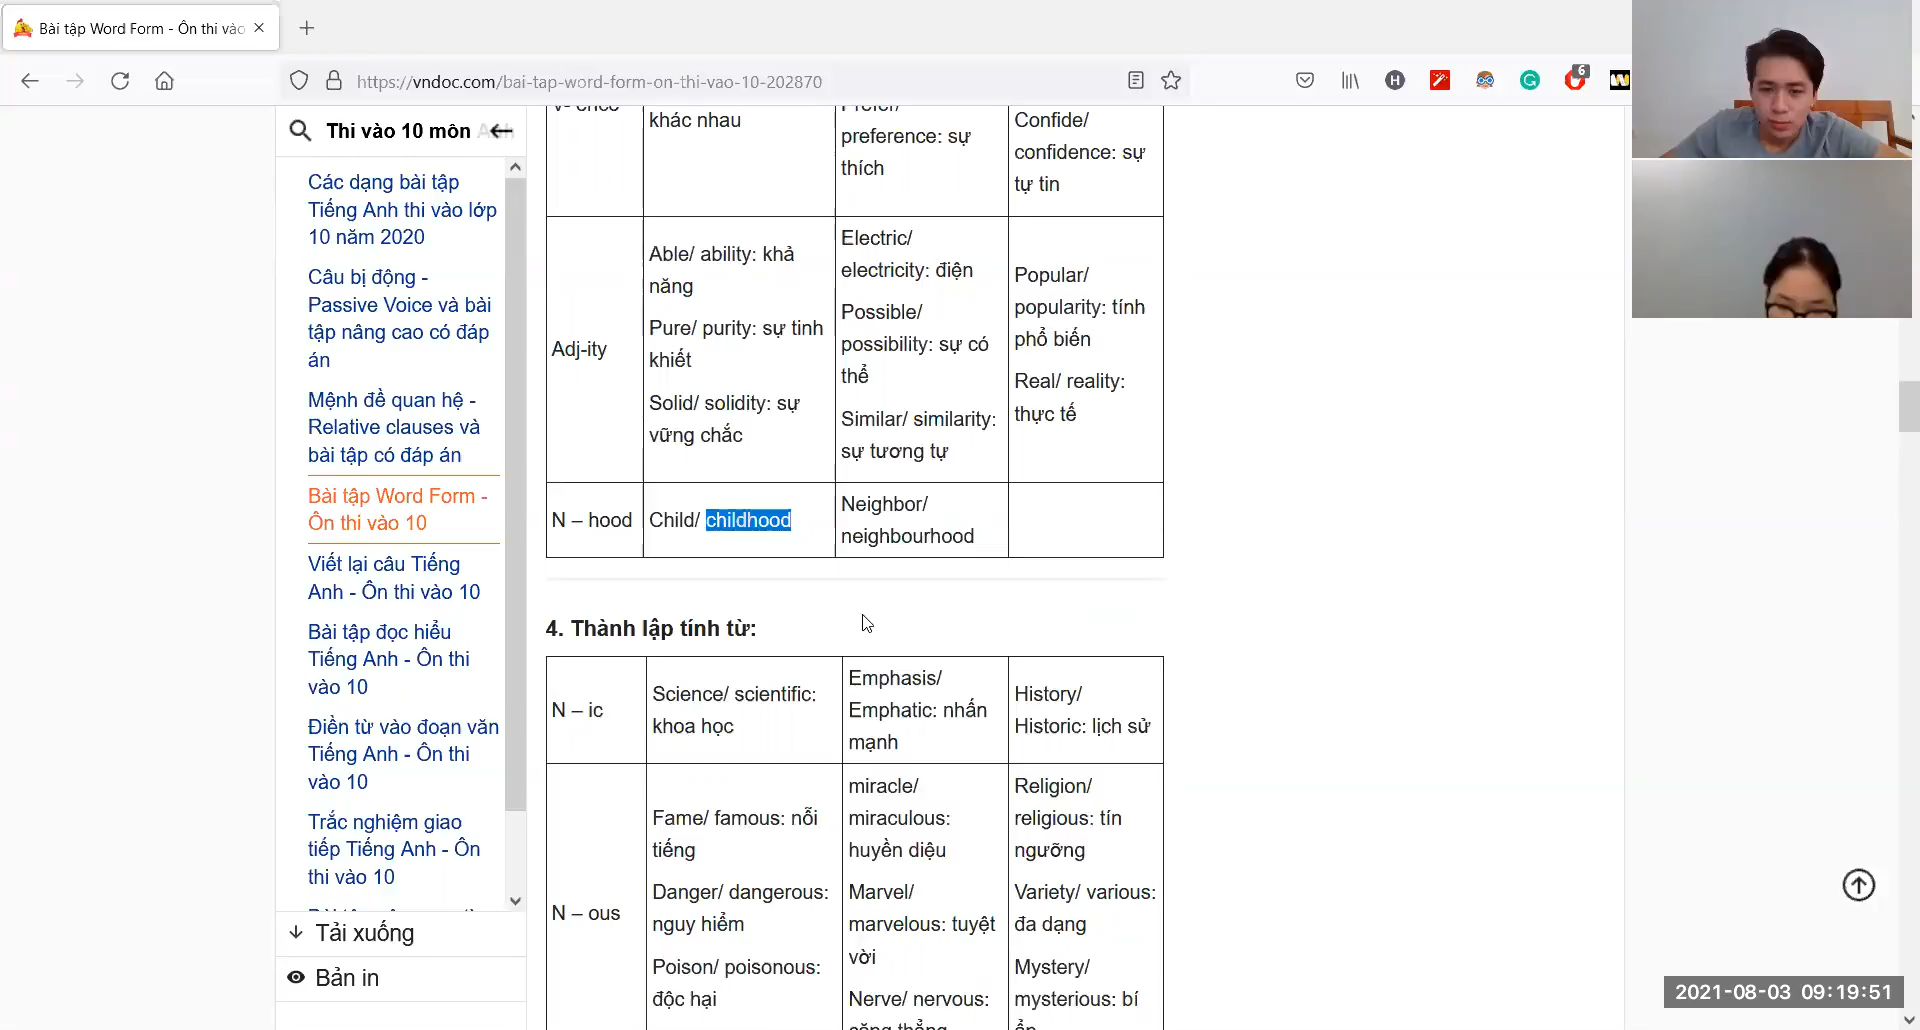 Bài tập Word Form - Ôn thi vào
https://vndoc.com/bai-tap-word-form-on-thi-vao-10-202870
6
Thi vào 10 môn Anh
Các dạng bài tập
Tiếng Anh thi vào lớp
10 năm 2020
Câu bị động -
Passive Voice và bài
tập nâng cao có đáp
án
Mệnh đề quan hệ -
Relative clauses và
bài tập có đáp án
Bài tập Word Form -
Ôn thi vào 10
Viết lại câu Tiếng
Anh - Ôn thi vào 10
Bài tập đọc hiểu
Tiếng Anh - Ôn thi
vào 10
Điền từ vào đoạn văn
Tiếng Anh - Ôn thi
vào 10
Trắc nghiệm giao
tiếp Tiếng Anh - Ôn
thi vào 10
Tải xuống
Bản in
V- ence
khác nhau
Prefer/
preference: sự
thích
Confide/
confidence: sự
tự tin
Adj-ity
Able/ ability: khả
năng
Pure/ purity: sự tinh
khiết
Solid/ solidity: sự
vững chắc
Electric/
electricity: điện
Possible/
possibility: sự có
thể
Similar/ similarity:
sự tương tự
Popular/
popularity: tính
phổ biến
Real/ reality:
thực tế
N – hood
Child/ childhood
Neighbor/
neighbourhood
4. Thành lập tính từ:
N – ic
Science/ scientific:
khoa học
Emphasis/
Emphatic: nhấn
mạnh
History/
Historic: lịch sử
N – ous
Fame/ famous: nỗi
tiếng
Danger/ dangerous:
nguy hiểm
Poison/ poisonous:
độc hại
miracle/
miraculous:
huyền diệu
Marvel/
marvelous: tuyệt
vời
Nerve/ nervous:
căng thẳng
Religion/
religious: tín
ngưỡng
Variety/ various:
đa dạng
Mystery/
mysterious: bí
ẩn
2021-08-03 09:19:51